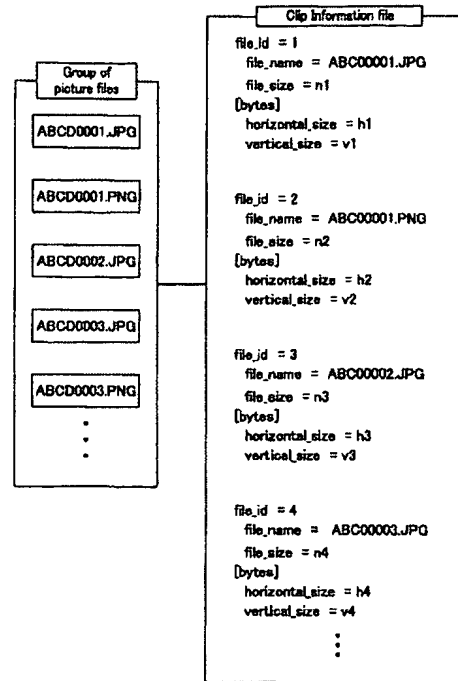 Group of
picture files
ABCD0001.JPG
ABCD0001.PNG
ABCD0002.JPG
ABCD0003.JPG
ABCD0003.PNG
Clip Information file
file_id = 1
file_name = ABC00001.JPG
file_size = n1
[bytes]
horizontal_size = h1
vertical_size = v1
file_id = 2
file_name = ABC00001.PNG
file_size = n2
[bytes]
horizontal_size = h2
vertical_size = v2
file_id = 3
file_name = ABC00002.JPG
file_size = n3
[bytes]
horizontal_size = h3
vertical_size = v3
file_id = 4
file_name = ABC00003.JPG
file_size = n4
[bytes]
horizontal_size = h4
vertical_size = v4